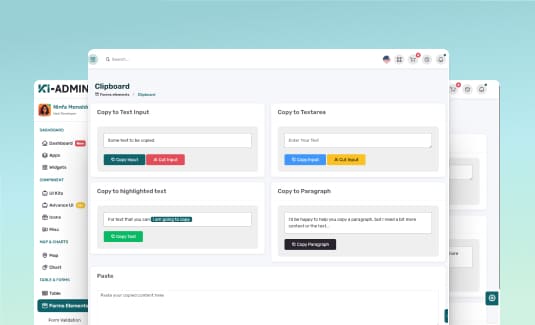 Ki-ADMIN
Dashboard
Dashboard New
Apps
Widgets
Component
UI Kits
Advance UI
Icons
Misc
Map & Charts
Map
Chart
Table & Forms
Table
Forms Elements
Form Validation
Search...
Clipboard
Forms elements
Clipboard
Copy to Text Input
Some text to be copied.
Copy Input
Cut Input
Copy to Textarea
Enter Your Text
Copy Input
Cut Input
Copy to highlighted text
For text that you can I am going to copy.
Copy Text
Copy to Paragraph
I'd be happy to help you copy a paragraph, but I need a bit more
context or the text...
Copy Paragraph
Paste
Paste your copied content here
more